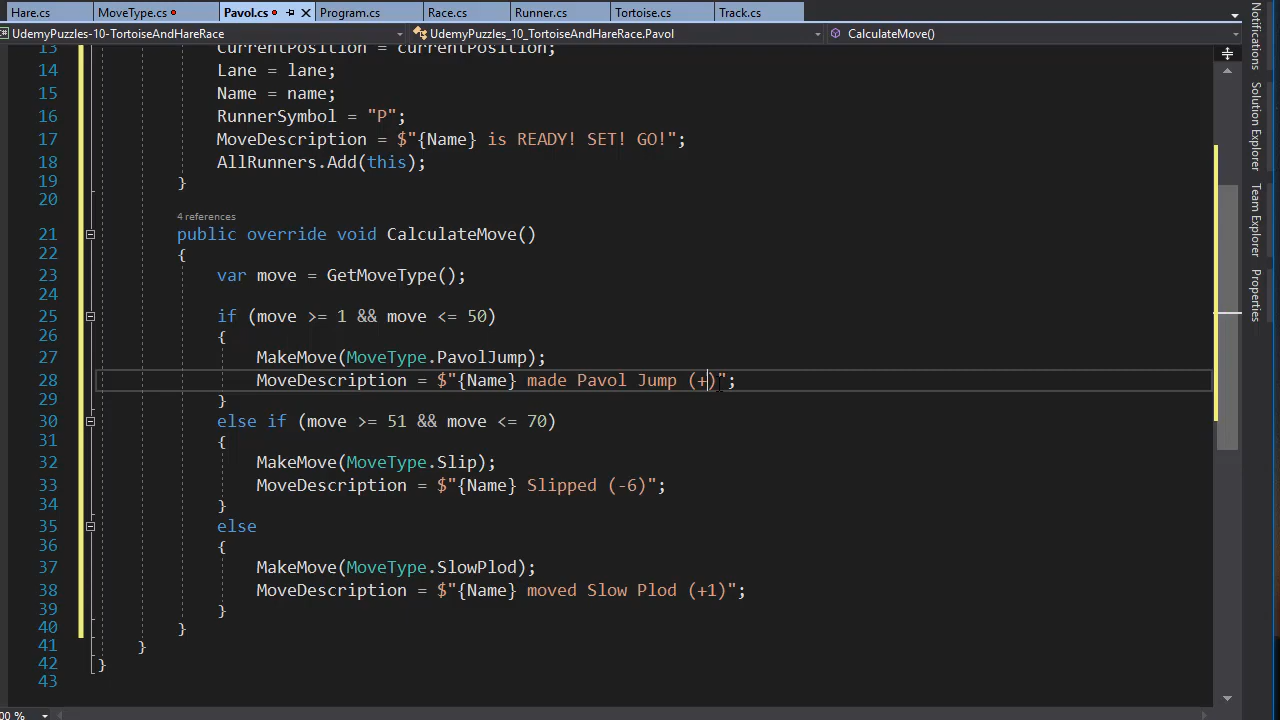 Hare.cs MoveType.cs Pavol.cs Program.cs Race.cs Runner.cs Tortoise.cs Track.cs
UdemyPuzzles-10-TortoiseAndHareRace UdemyPuzzles_10_TortoiseAndHareRace.Pavol CalculateMove()
13 CurrentPosition = currentPosition;
14 Lane = lane;
15 Name = name;
16 RunnerSymbol = "P";
17 MoveDescription = $"{Name} is READY! SET! GO!";
18 AllRunners.Add(this);
19 }
20
4 references
21 public override void CalculateMove()
22 {
23 var move = GetMoveType();
24
25 if (move >= 1 && move <= 50)
26 {
27 MakeMove(MoveType.PavolJump);
28 MoveDescription = $"{Name} made Pavol Jump (+)";
29 }
30 else if (move >= 51 && move <= 70)
31 {
32 MakeMove(MoveType.Slip);
33 MoveDescription = $"{Name} Slipped (-6)";
34 }
35 else
36 {
37 MakeMove(MoveType.SlowPlod);
38 MoveDescription = $"{Name} moved Slow Plod (+1)";
39 }
40 }
41 }
42 }
43
00 %
Notifications
Solution Explorer
Team Explorer
Properties